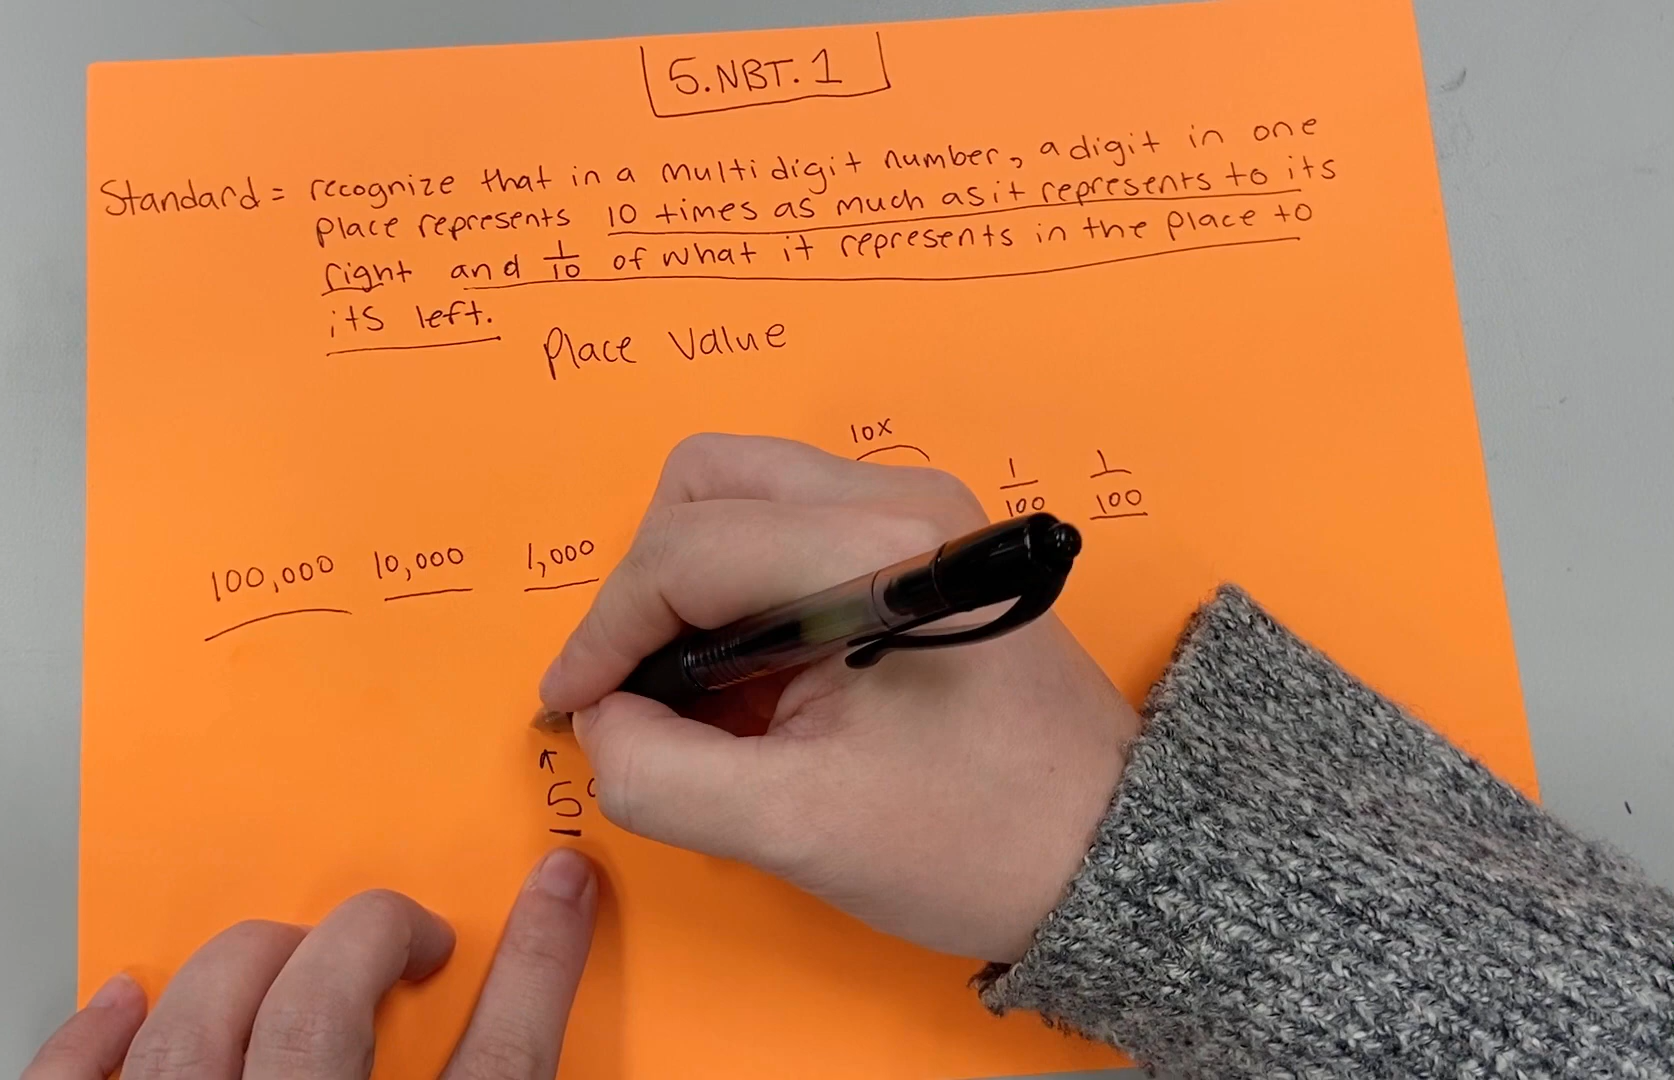 5.NBT.1
Standard = recognize that in a multi digit number, a digit in one
place represents 10 times as much as it represents to its
right and 1/10 of what it represents in the place to
its left.
Place Value
10x
1/100 1/100
100,000 10,000 1,000
5